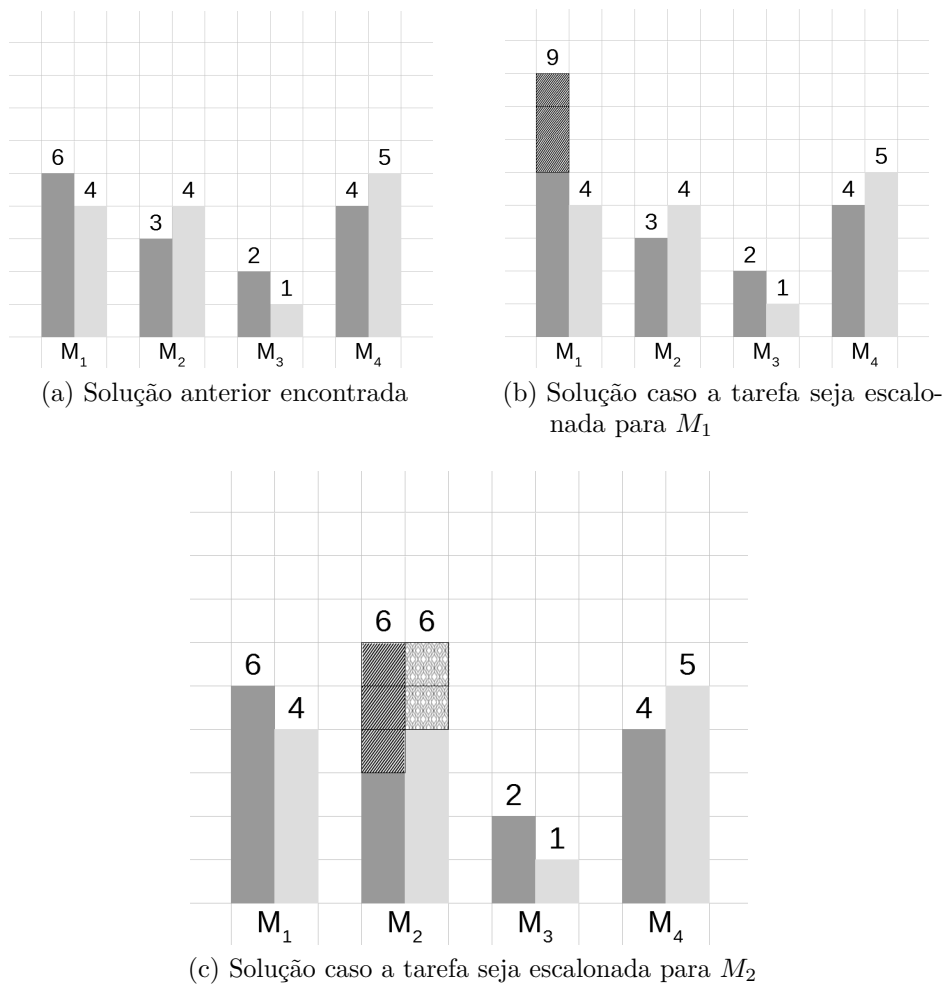 6 4 3 4 2 1 4 5
M1 M2 M3 M4
(a) Solução anterior encontrada
9 4 3 4 2 1 4 5
M1 M2 M3 M4
(b) Solução caso a tarefa seja escalo-
nada para M1
6 4 6 6 2 1 4 5
M1 M2 M3 M4
(c) Solução caso a tarefa seja escalonada para M2